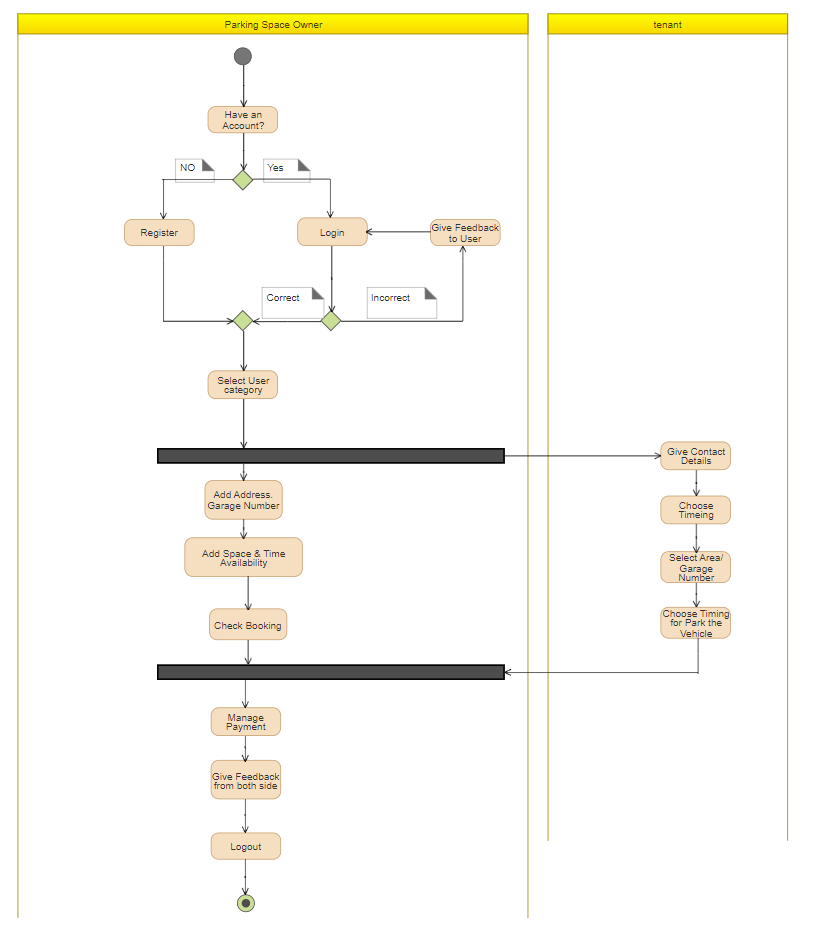 Parking Space Owner
tenant
Have an
Account?
NO
Yes
Register
Login
Give Feedback
to User
Correct
Incorrect
Select User
category
Give Contact
Details
Add Address.
Garage Number
Choose
Timeing
Add Space & Time
Availability
Select Area/
Garage
Number
Check Booking
Choose Timing
for Park the
Vehicle
Manage
Payment
Give Feedback
from both side
Logout